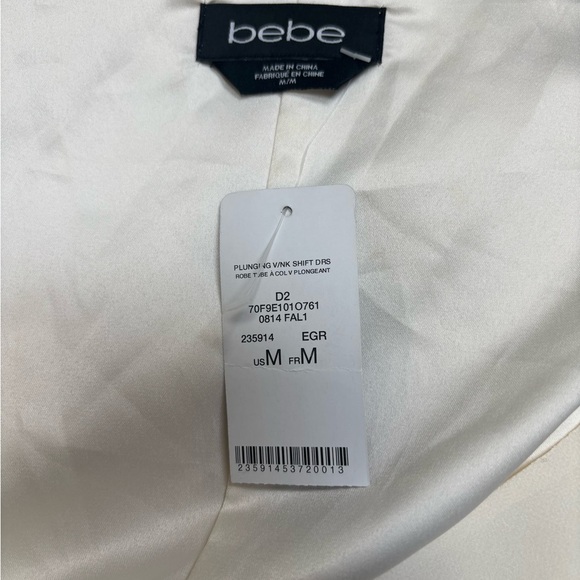 bebe
MADE IN CHINA
FABRIQUÉ EN CHINE
M/M
PLUNGING V/NK SHIFT DRS
ROBE TUBE À COL V PLONGEANT
D2
70F9E101O761
0814 FAL1
235914 EGR
US M FR M
23591453720013